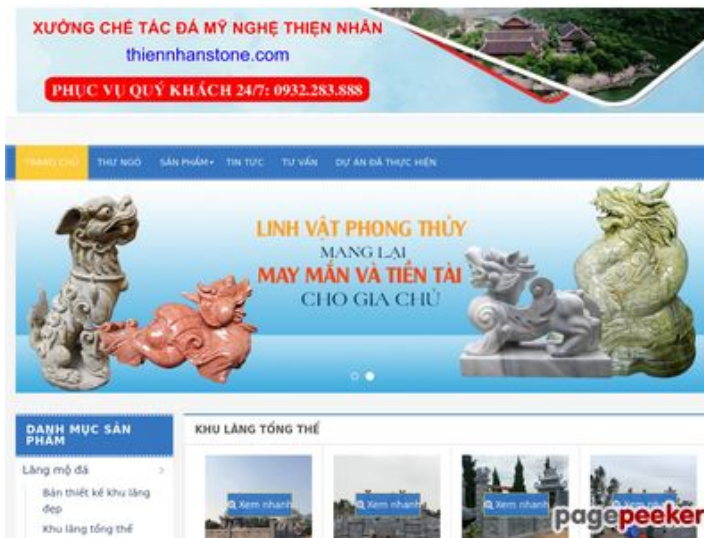 XƯỞNG CHẾ TÁC ĐÁ MỸ NGHỆ THIỆN NHÂN
thiennhanstone.com
PHỤC VỤ QUÝ KHÁCH 24/7: 0932.283.888
TRANG CHỦ THƯ NGỎ SẢN PHẨM TIN TỨC TƯ VẤN DỰ ÁN ĐÃ THỰC HIỆN
LINH VẬT PHONG THỦY
MANG LẠI
MAY MẮN VÀ TIỀN TÀI
CHO GIA CHỦ
DANH MỤC SẢN
PHẨM
KHU LĂNG TỔNG THỂ
Lăng mộ đá
Bản thiết kế khu lăng
đẹp
Khu lăng tổng thể
Xem nhanh Xem nhanh Xem nhanh Xem nhanh
pagepeeker